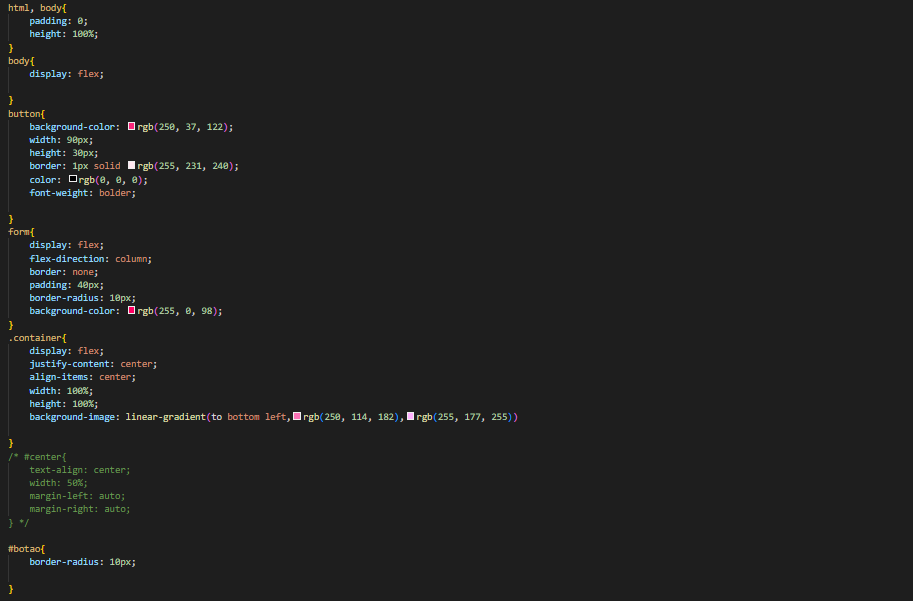 html, body{
    padding: 0;
    height: 100%;
}
body{
    display: flex;
}
button{
    background-color: rgb(250, 37, 122);
    width: 90px;
    height: 30px;
    border: 1px solid rgb(255, 231, 240);
    color: rgb(0, 0, 0);
    font-weight: bolder;
}
form{
    display: flex;
    flex-direction: column;
    border: none;
    padding: 40px;
    border-radius: 10px;
    background-color: rgb(255, 0, 98);
}
.container{
    display: flex;
    justify-content: center;
    align-items: center;
    width: 100%;
    height: 100%;
    background-image: linear-gradient(to bottom left,rgb(250, 114, 182),rgb(255, 177, 255))
}
/* #center{
    text-align: center;
    width: 50%;
    margin-left: auto;
    margin-right: auto;
} */
#botao{
    border-radius: 10px;
}